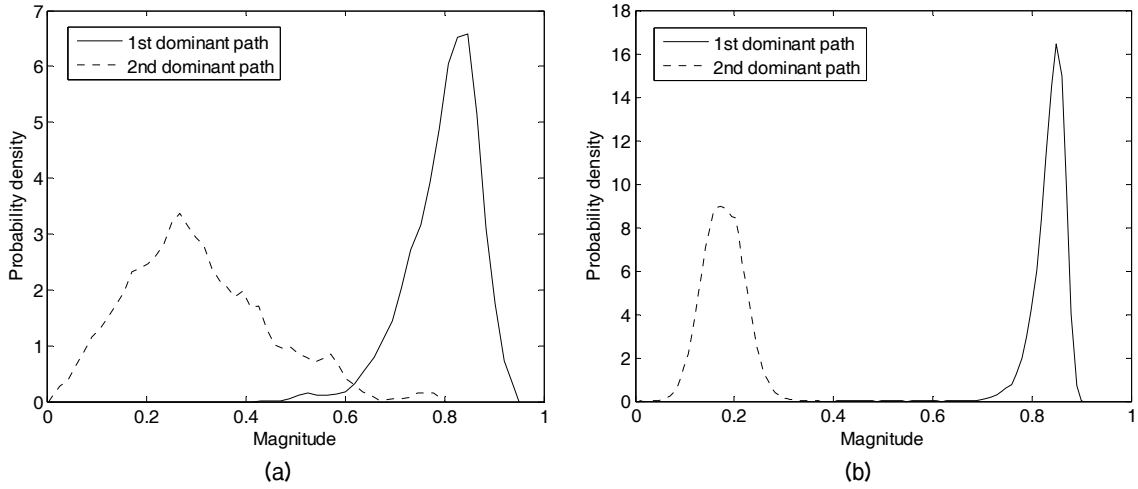 7
6
5
4
3
2
1
0
Probability density
1st dominant path
2nd dominant path
0 0.2 0.4 0.6 0.8 1
Magnitude
(a)
18
16
14
12
10
8
6
4
2
0
Probability density
1st dominant path
2nd dominant path
0 0.2 0.4 0.6 0.8 1
Magnitude
(b)